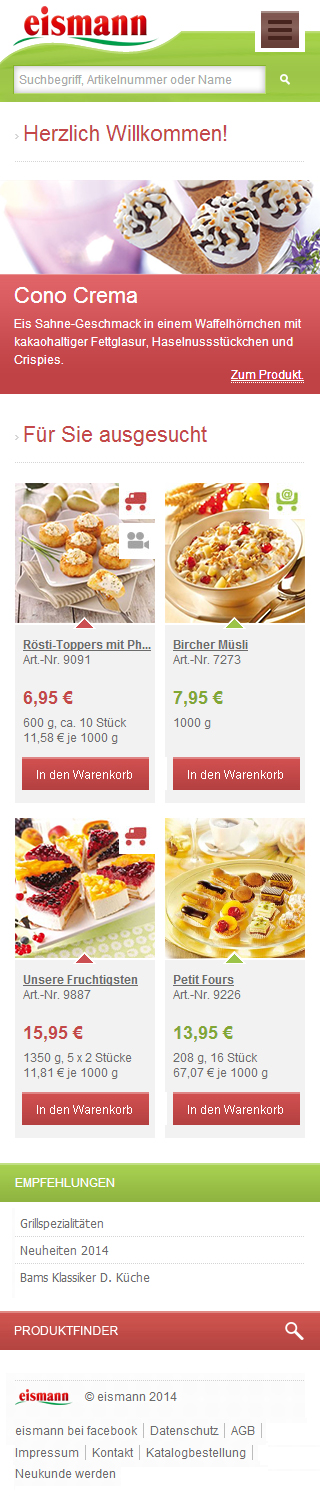 eismann
Suchbegriff, Artikelnummer oder Name
Herzlich Willkommen!
Cono Crema
Eis Sahne-Geschmack in einem Waffelhörnchen mit
kakaohaltiger Fettglasur, Haselnussstückchen und
Crispies.
Zum Produkt.
Für Sie ausgesucht
Rösti-Toppers mit Ph...
Art.-Nr. 9091
6,95 €
600 g, ca. 10 Stück
11,58 € je 1000 g
In den Warenkorb
Bircher Müsli
Art.-Nr. 7273
7,95 €
1000 g
In den Warenkorb
Unsere Fruchtigsten
Art.-Nr. 9887
15,95 €
1350 g, 5 x 2 Stücke
11,81 € je 1000 g
In den Warenkorb
Petit Fours
Art.-Nr. 9226
13,95 €
208 g, 16 Stück
67,07 € je 1000 g
In den Warenkorb
EMPFEHLUNGEN
Grillspezialitäten
Neuheiten 2014
Bams Klassiker D. Küche
PRODUKTFINDER
eismann © eismann 2014
eismann bei facebook | Datenschutz | AGB |
Impressum | Kontakt | Katalogbestellung |
Neukunde werden